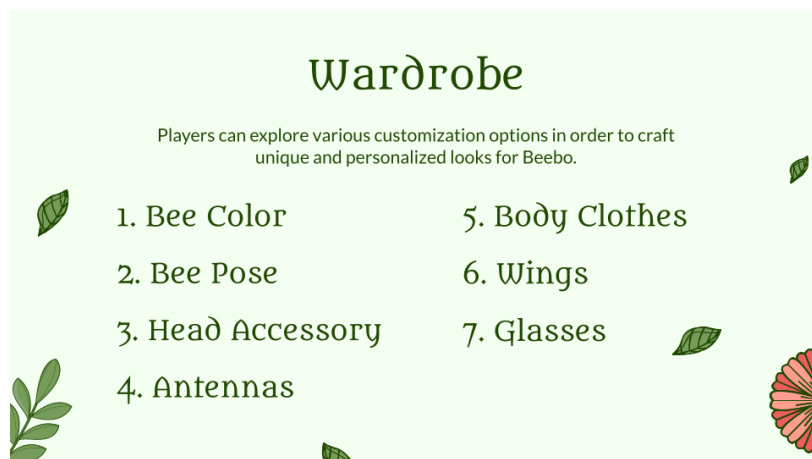 Wardrobe
Players can explore various customization options in order to craft
unique and personalized looks for Beebo.
1. Bee Color
2. Bee Pose
3. Head Accessory
4. Antennas
5. Body Clothes
6. Wings
7. Glasses